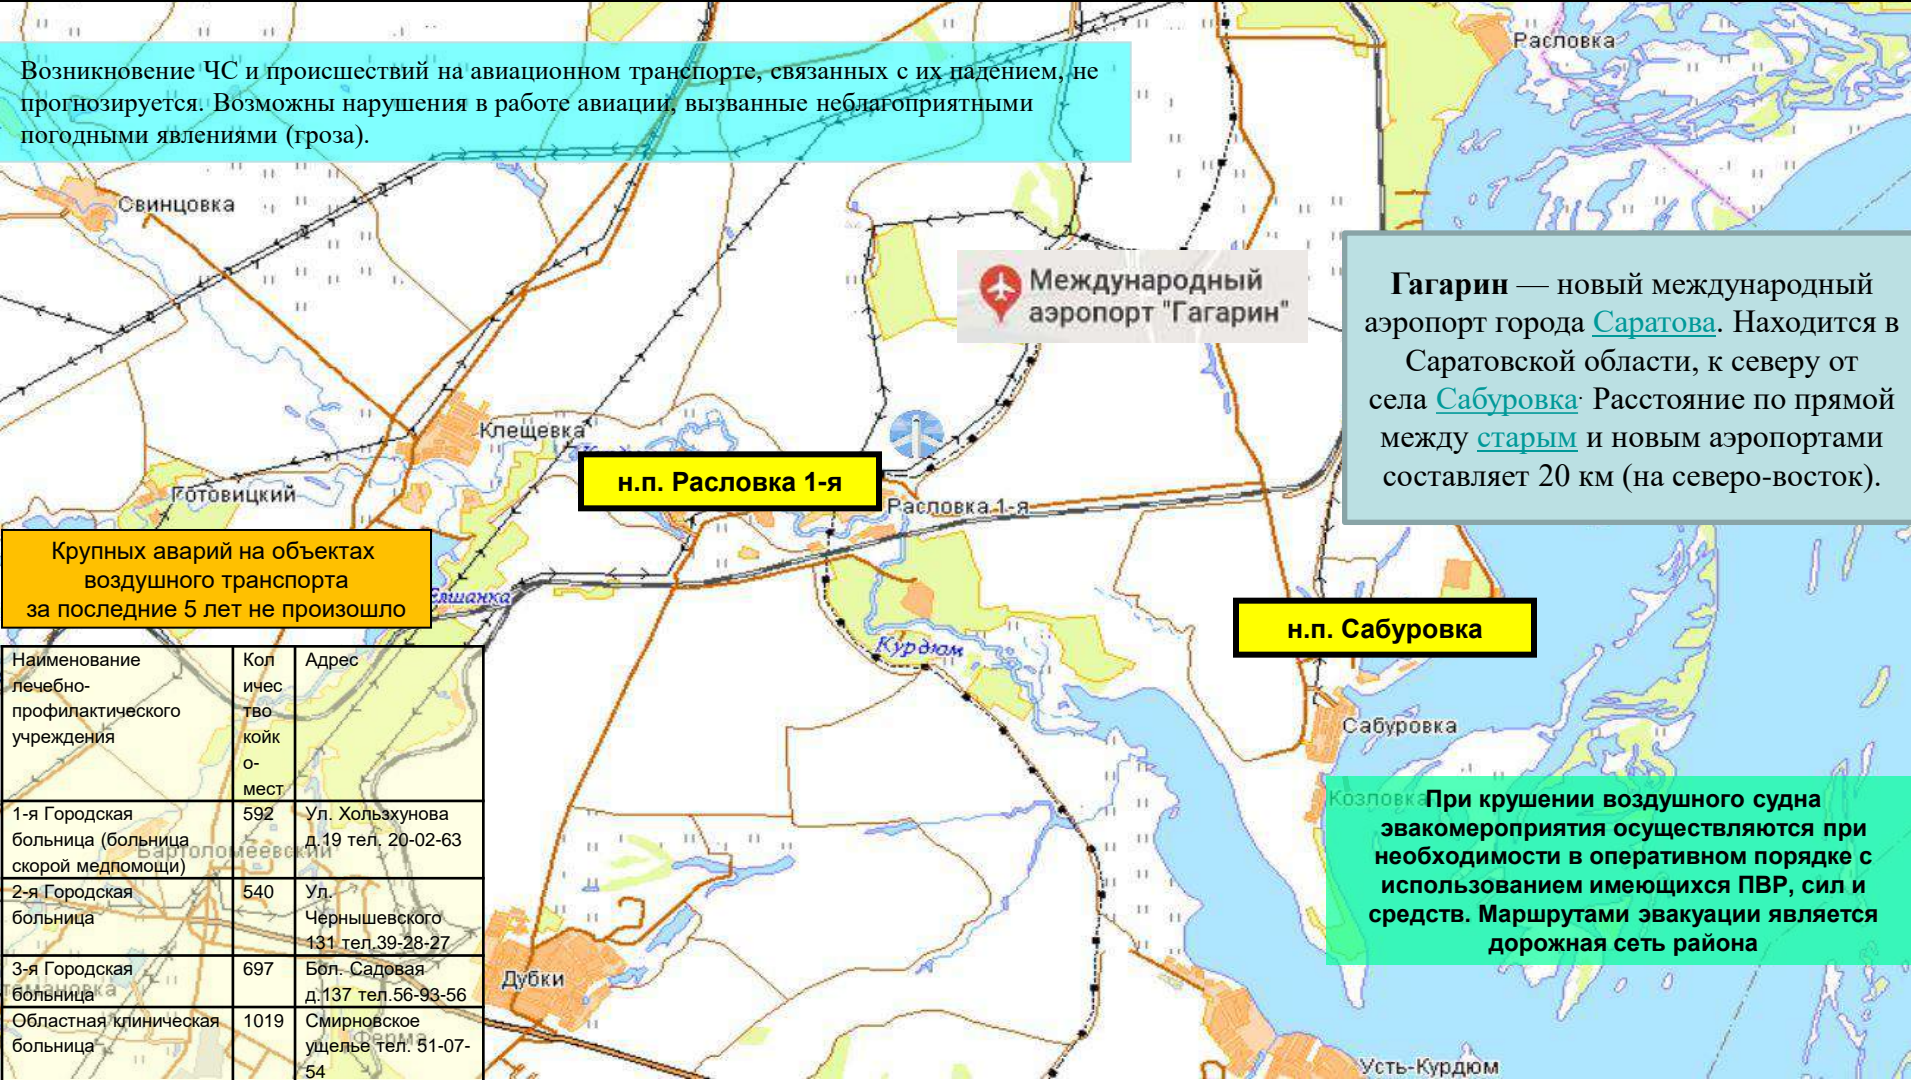 Расловка
Возникновение ЧС и происшествий на авиационном транспорте, связанных с их падением, не
прогнозируется. Возможны нарушения в работе авиации, вызванные неблагоприятными
погодными явлениями (гроза).
Свинцовка
Международный
аэропорт "Гагарин"
Гагарин — новый международный
аэропорт города Саратова. Находится в
Саратовской области, к северу от
села Сабуровка. Расстояние по прямой
между старым и новым аэропортами
составляет 20 км (на северо-восток).
Клещевка
н.п. Расловка 1-я
Готовицкий
Расловка 1-я
Крупных аварий на объектах
воздушного транспорта
за последние 5 лет не произошло
Елшанка
н.п. Сабуровка
Курдюм
Сабуровка
Козловка
При крушении воздушного судна
эвакомероприятия осуществляются при
необходимости в оперативном порядке с
использованием имеющихся ПВР, сил и
средств. Маршрутами эвакуации является
дорожная сеть района
Наименование
лечебно-
профилактического
учреждения
Кол
ичес
тво
койк
о-
мест
Адрес
1-я Городская
больница (больница
скорой медпомощи)
592
Ул. Хользхунова
д.19 тел. 20-02-63
Бартоломеевский
2-я Городская
больница
540
Ул.
Чернышевского
131 тел.39-28-27
3-я Городская
больница
697
Бол. Садовая
д.137 тел.56-93-56
Областная клиническая
больница
1019
Смирновское
ущелье тел. 51-07-
54
Ферма
Дубки
Усть-Курдюм